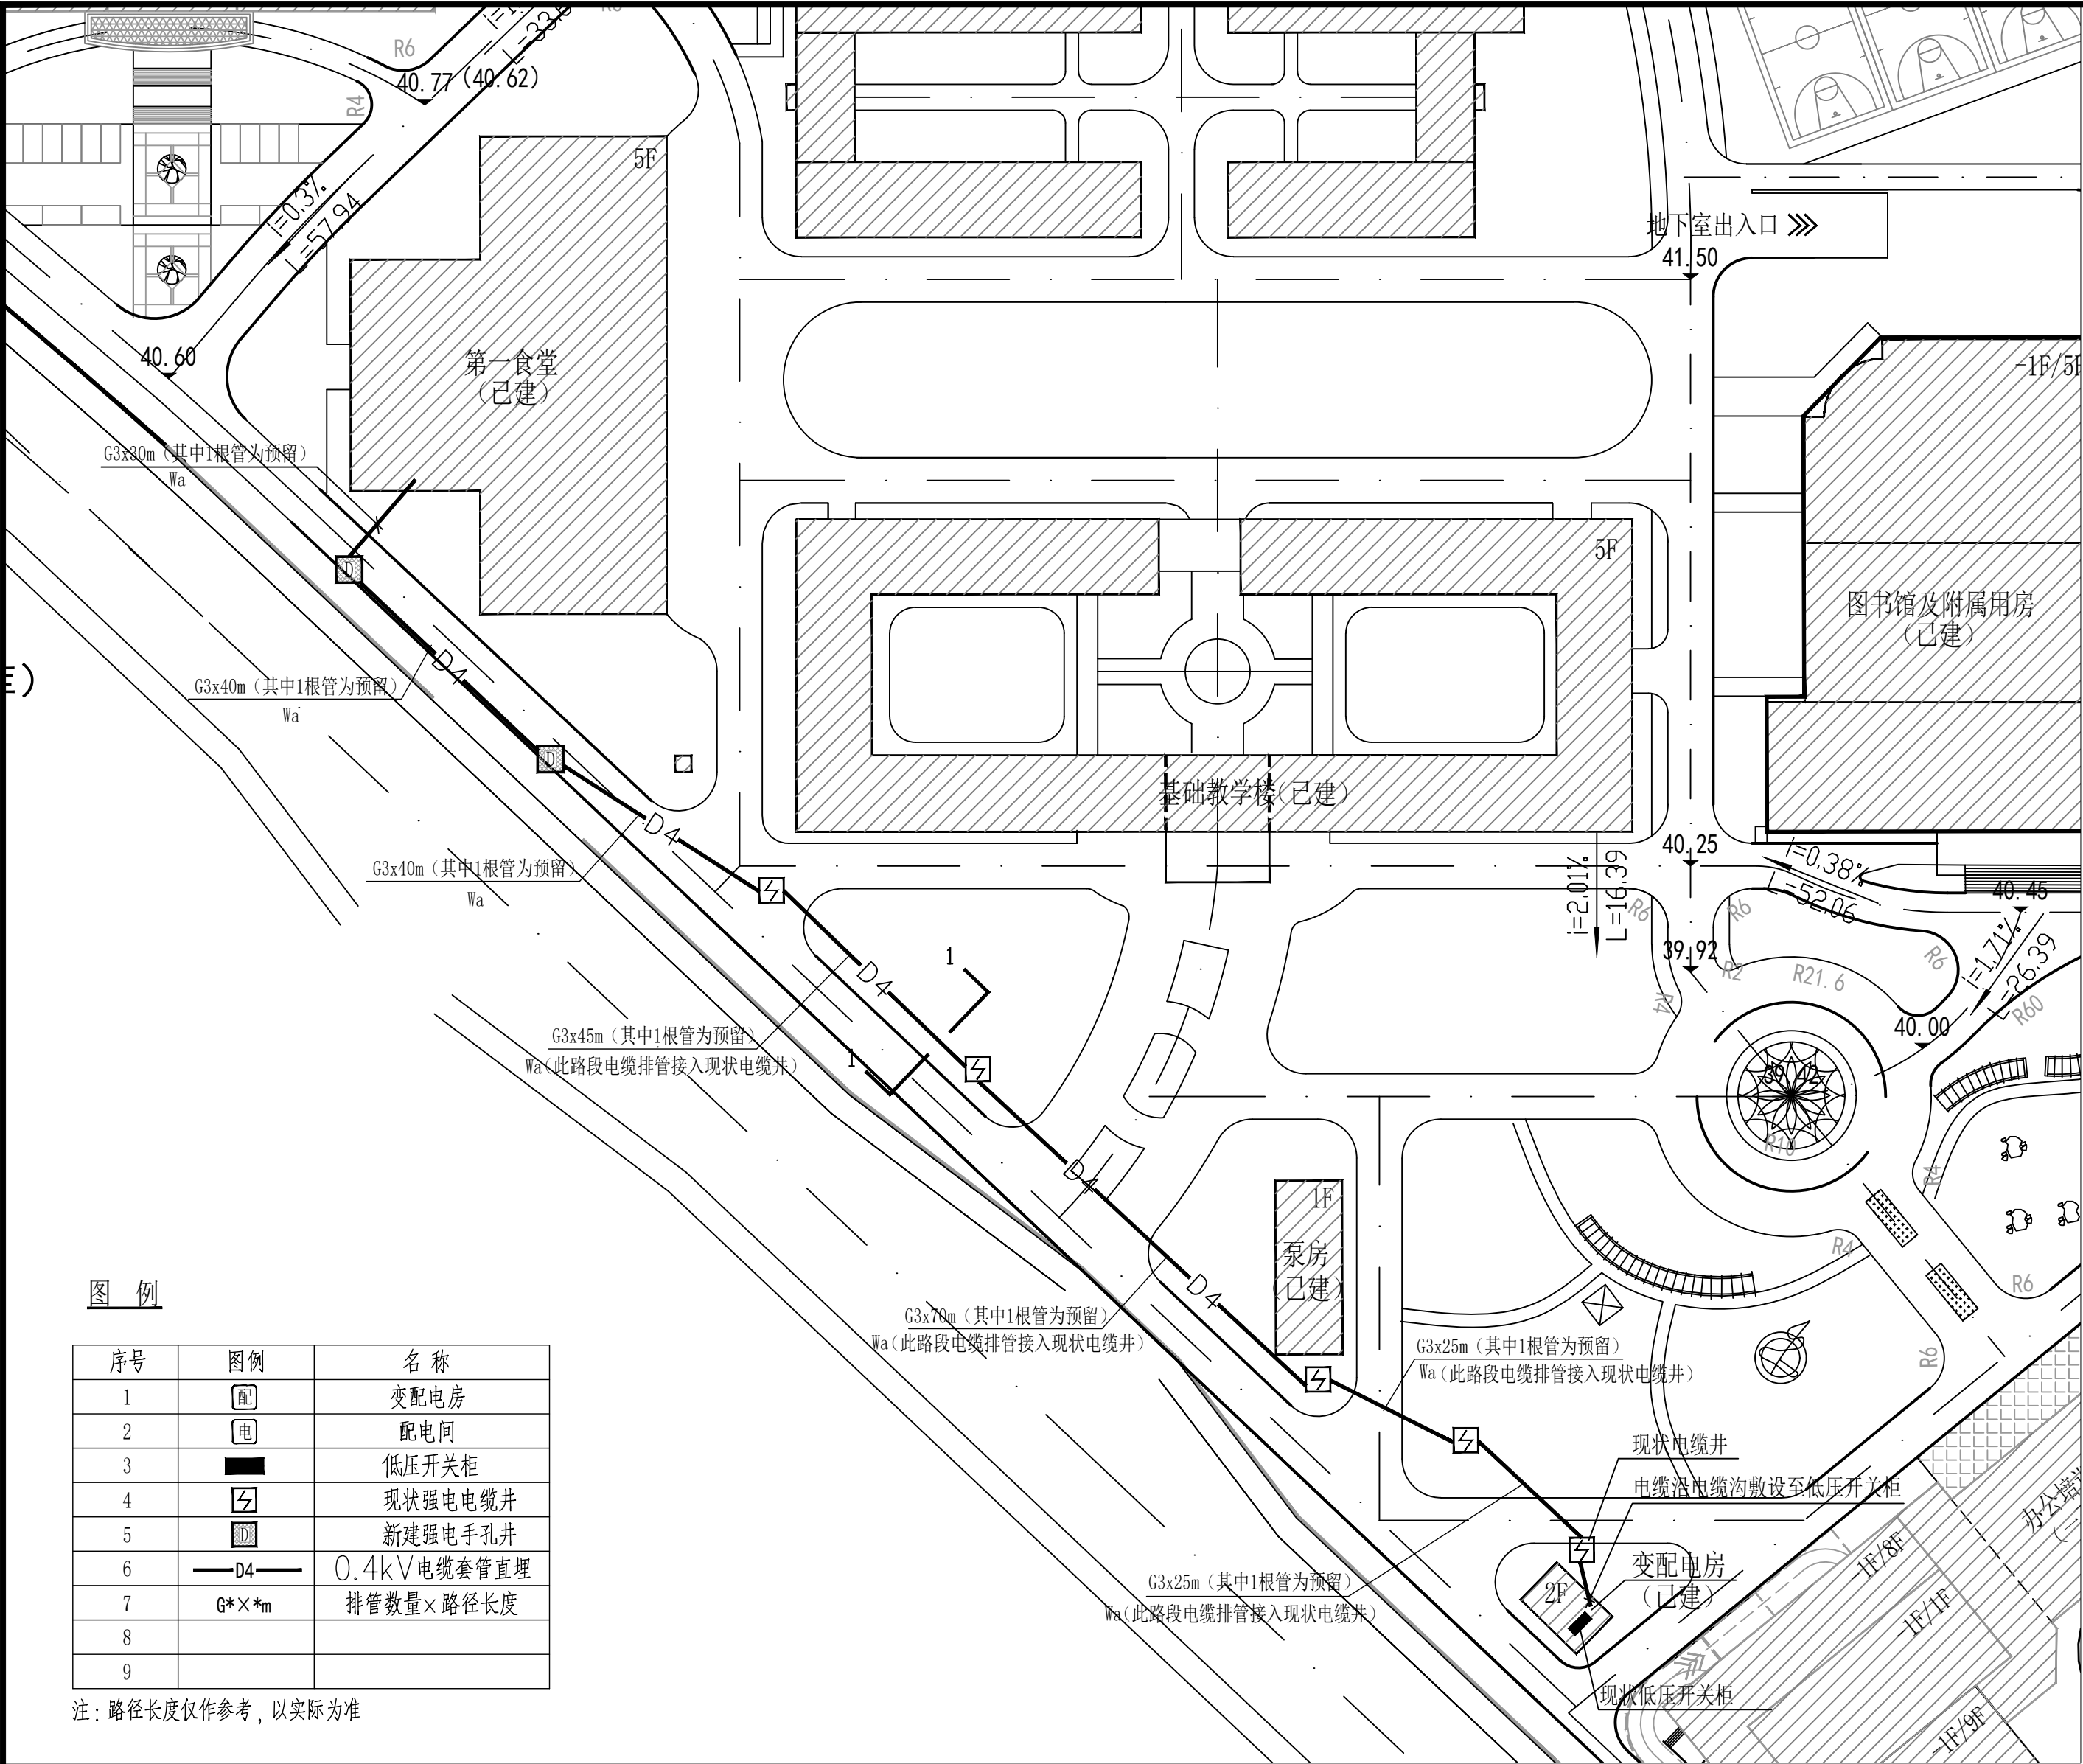 R6
40.77
(40.62)
R4
i=0.3%
L=57.94
5F
地下室出入口
41.50
40.60
第一食堂
(已建)
-1F/5F
G3x30m (其中1根管为预留)
Wa
5F
图书馆及附属用房
(已建)
D
D4
G3x40m (其中1根管为预留)
Wa
D
基础教学楼(已建)
D4
G3x40m (其中1根管为预留)
Wa
40.25
i=0.38%
L=52.06
40.45
i=2.01%
L=16.39
R6
R6
39.92
R2
R21.6
R6
i=1.71%
L=26.39
R60
R4
40.00
1
D4
G3x45m (其中1根管为预留)
Wa(此路段电缆排管接入现状电缆井)
1
39.42
R10
D4
R4
1F
泵房
(已建)
R4
R6
D4
G3x70m (其中1根管为预留)
Wa(此路段电缆排管接入现状电缆井)
G3x25m (其中1根管为预留)
Wa(此路段电缆排管接入现状电缆井)
R6
现状电缆井
电缆沿电缆沟敷设至低压开关柜
变配电房
(已建)
2F
G3x25m (其中1根管为预留)
Wa(此路段电缆排管接入现状电缆井)
现状低压开关柜
-1F/8F
-1F/1F
-1F/9F
图 例
序号 图例 名 称
1 配 变配电房
2 电 配电间
3 低压开关柜
4 现状强电电缆井
5 D 新建强电手孔井
6 D4 0.4kV电缆套管直埋
7 G*×*m 排管数量×路径长度
8
9
注: 路径长度仅作参考, 以实际为准